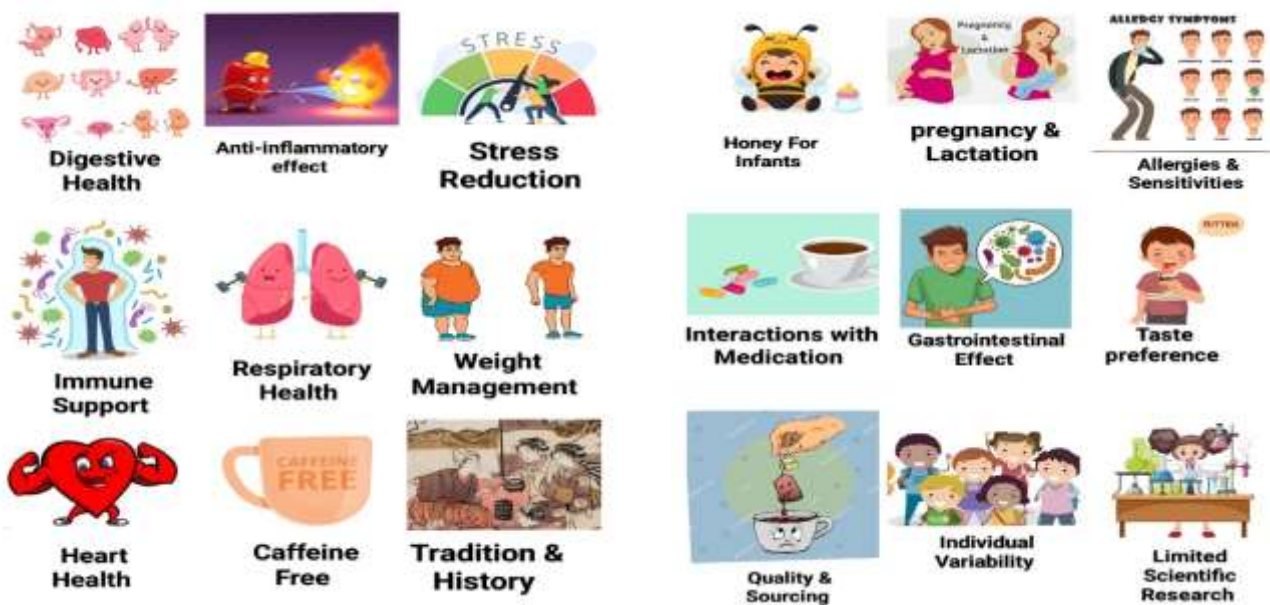 Digestive
Health
Anti-inflammatory
effect
STRESS
Stress
Reduction
Immune
Support
Respiratory
Health
Weight
Management
Heart
Health
CAFFEINE
FREE
Caffeine
Free
Tradition &
History
Honey For
Infants
Pregnancy
&
Lactation
pregnancy &
Lactation
ALLERGY SYMPTOMS
Allergies &
Sensitivities
Interactions with
Medication
Gastrointestinal
Effect
Taste
preference
Quality &
Sourcing
Individual
Variability
Limited
Scientific
Research